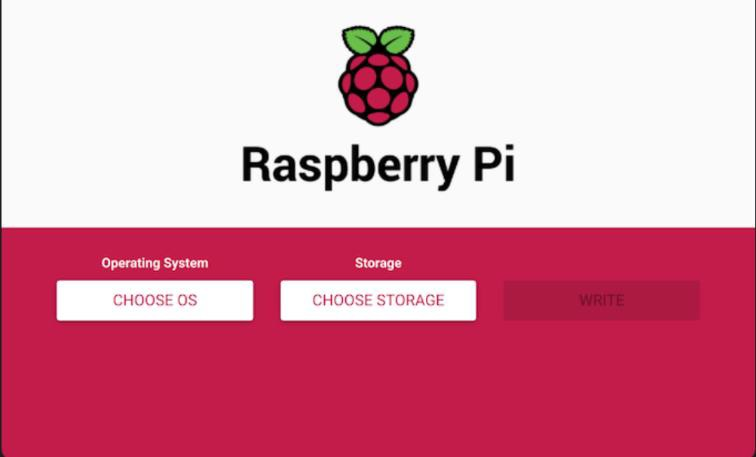 Raspberry Pi
Operating System
Storage
CHOOSE OS
CHOOSE STORAGE
WRITE